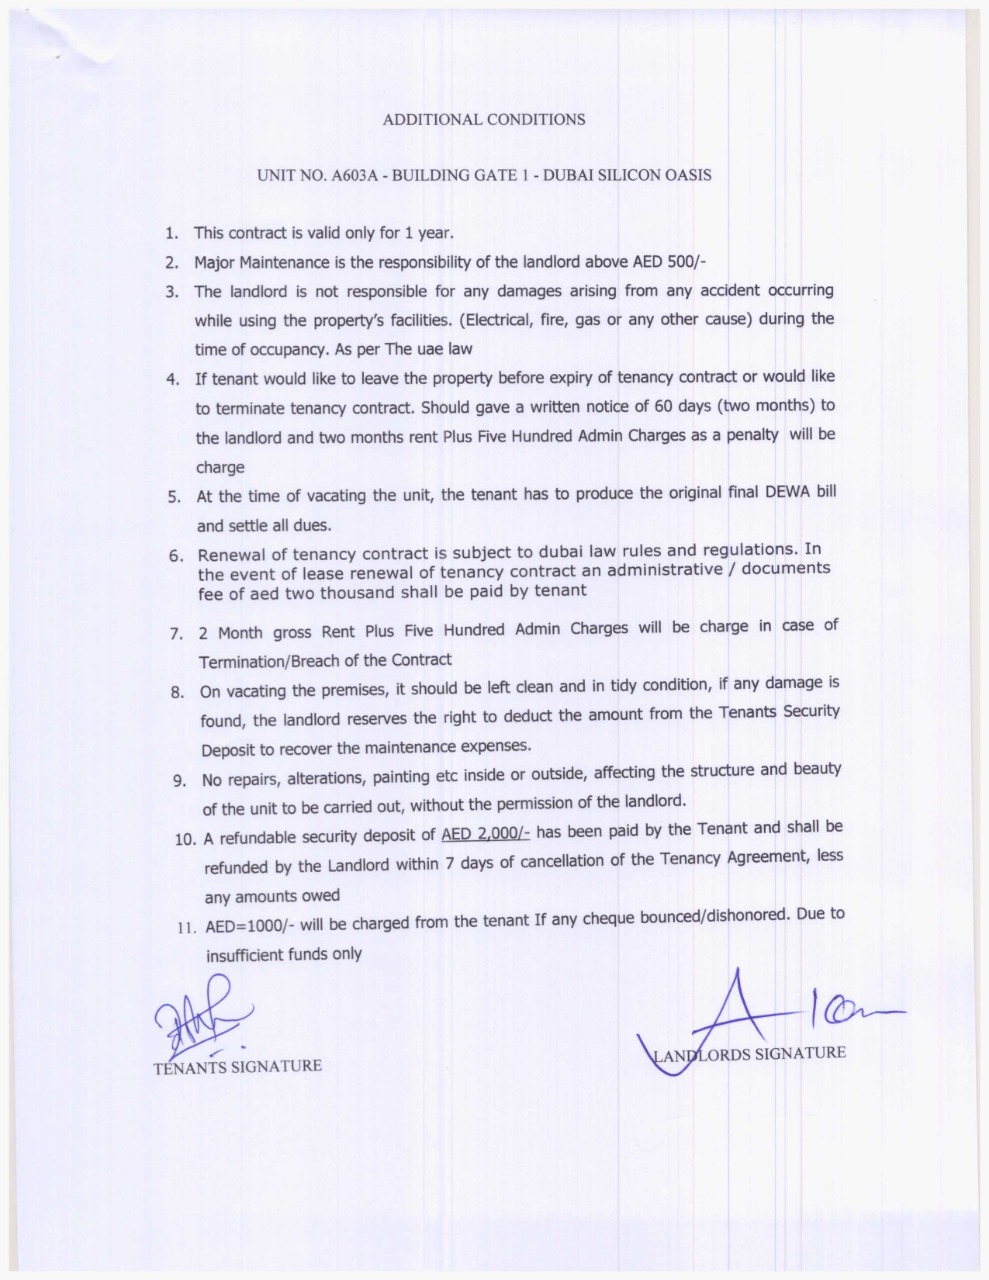 ADDITIONAL CONDITIONS
UNIT NO. A603A - BUILDING GATE 1 - DUBAI SILICON OASIS
1. This contract is valid only for 1 year.
2. Major Maintenance is the responsibility of the landlord above AED 500/-
3. The landlord is not responsible for any damages arising from any accident occurring
while using the property's facilities. (Electrical, fire, gas or any other cause) during the
time of occupancy. As per The uae law
4. If tenant would like to leave the property before expiry of tenancy contract or would like
to terminate tenancy contract. Should gave a written notice of 60 days (two months) to
the landlord and two months rent Plus Five Hundred Admin Charges as a penalty will be
charge
5. At the time of vacating the unit, the tenant has to produce the original final DEWA bill
and settle all dues.
6. Renewal of tenancy contract is subject to dubai law rules and regulations. In
the event of lease renewal of tenancy contract an administrative / documents
fee of aed two thousand shall be paid by tenant
7. 2 Month gross Rent Plus Five Hundred Admin Charges will be charge in case of
Termination/Breach of the Contract
8. On vacating the premises, it should be left clean and in tidy condition, if any damage is
found, the landlord reserves the right to deduct the amount from the Tenants Security
Deposit to recover the maintenance expenses.
9. No repairs, alterations, painting etc inside or outside, affecting the structure and beauty
of the unit to be carried out, without the permission of the landlord.
10. A refundable security deposit of AED 2,000/- has been paid by the Tenant and shall be
refunded by the Landlord within 7 days of cancellation of the Tenancy Agreement, less
any amounts owed
11. AED=1000/- will be charged from the tenant If any cheque bounced/dishonored. Due to
insufficient funds only
TENANTS SIGNATURE
LANDLORDS SIGNATURE